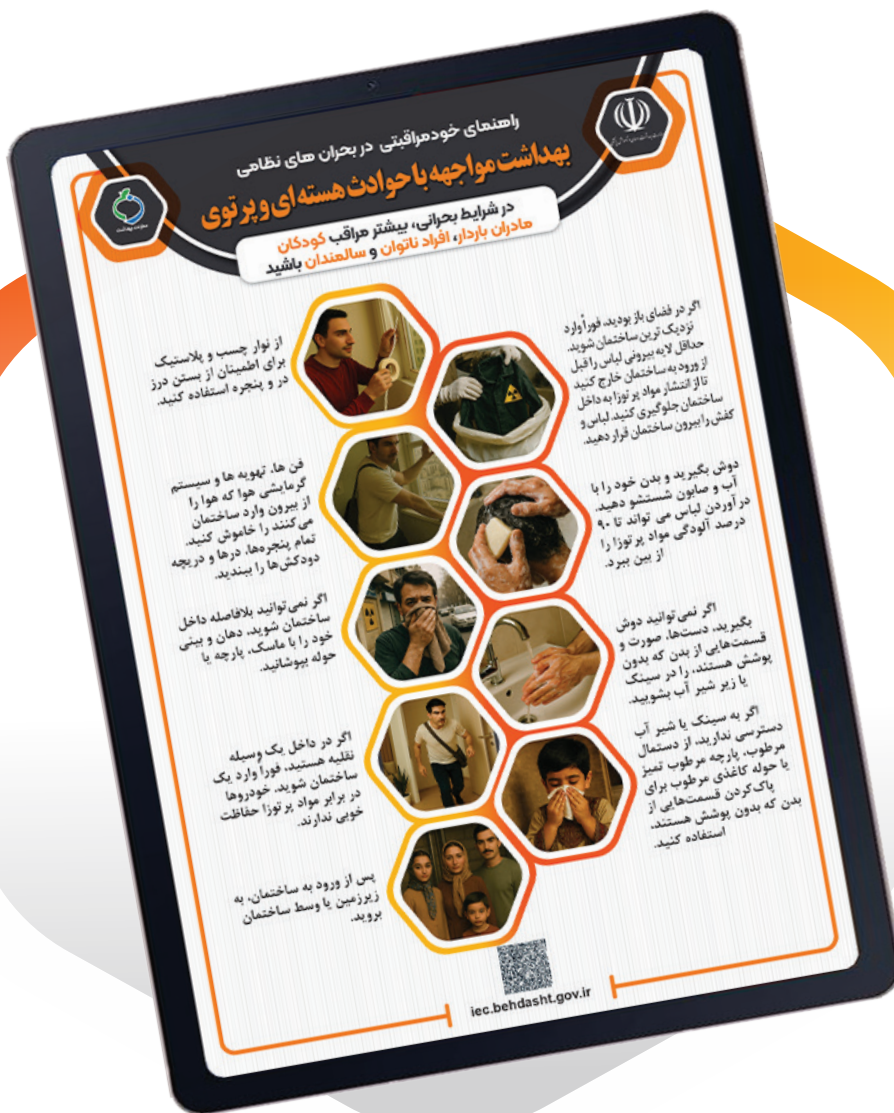 راهنمای خودمراقبتی در بحران های نظامی
بهداشت مواجهه با حوادث هسته ای و پرتوی
در شرایط بحرانی، بیشتر مراقب کودکان
مادران باردار، افراد ناتوان و سالمندان باشید
معاونت بهداشت
اگر در فضای باز بودید، فوراً وارد
نزدیک ترین ساختمان شوید.
حداقل لایه بیرونی لباس را قبل
از ورود به ساختمان خارج کنید
تا از انتشار مواد پرتوزا به داخل
ساختمان جلوگیری کنید. لباس و
کفش را بیرون ساختمان قرار دهید.
از نوار چسب و پلاستیک
برای اطمینان از بستن درز
در و پنجره استفاده کنید.
دوش بگیرید و بدن خود را با
آب و صابون شستشو دهید.
در آوردن لباس می تواند تا ۹۰
درصد آلودگی مواد پرتوزا را
از بین ببرد.
فن ها، تهویه ها و سیستم
گرمایشی هوا که هوا را
از بیرون وارد ساختمان
می کنند را خاموش کنید.
تمام پنجره‌ها، درها و دریچه
دودکش‌ها را ببندید.
اگر نمی توانید دوش
بگیرید، دست‌ها، صورت و
قسمت‌هایی از بدن که بدون
پوشش هستند، را در سینک
یا زیر شیر آب بشویید.
اگر نمی‌توانید بلافاصله داخل
ساختمان شوید، دهان و بینی
خود را با ماسک، پارچه یا
حوله بپوشانید.
اگر به سینک یا شیر آب
دسترسی ندارید، از دستمال
مرطوب، پارچه مرطوب تمیز
یا حوله کاغذی مرطوب برای
پاک‌کردن قسمت‌هایی از
بدن که بدون پوشش هستند،
استفاده کنید.
اگر در داخل یک وسیله
نقلیه هستید، فوراً وارد یک
ساختمان شوید. خودروها
در برابر مواد پرتوزا حفاظت
خوبی ندارند.
پس از ورود به ساختمان، به
زیرزمین یا وسط ساختمان
بروید.
iec.behdasht.gov.ir